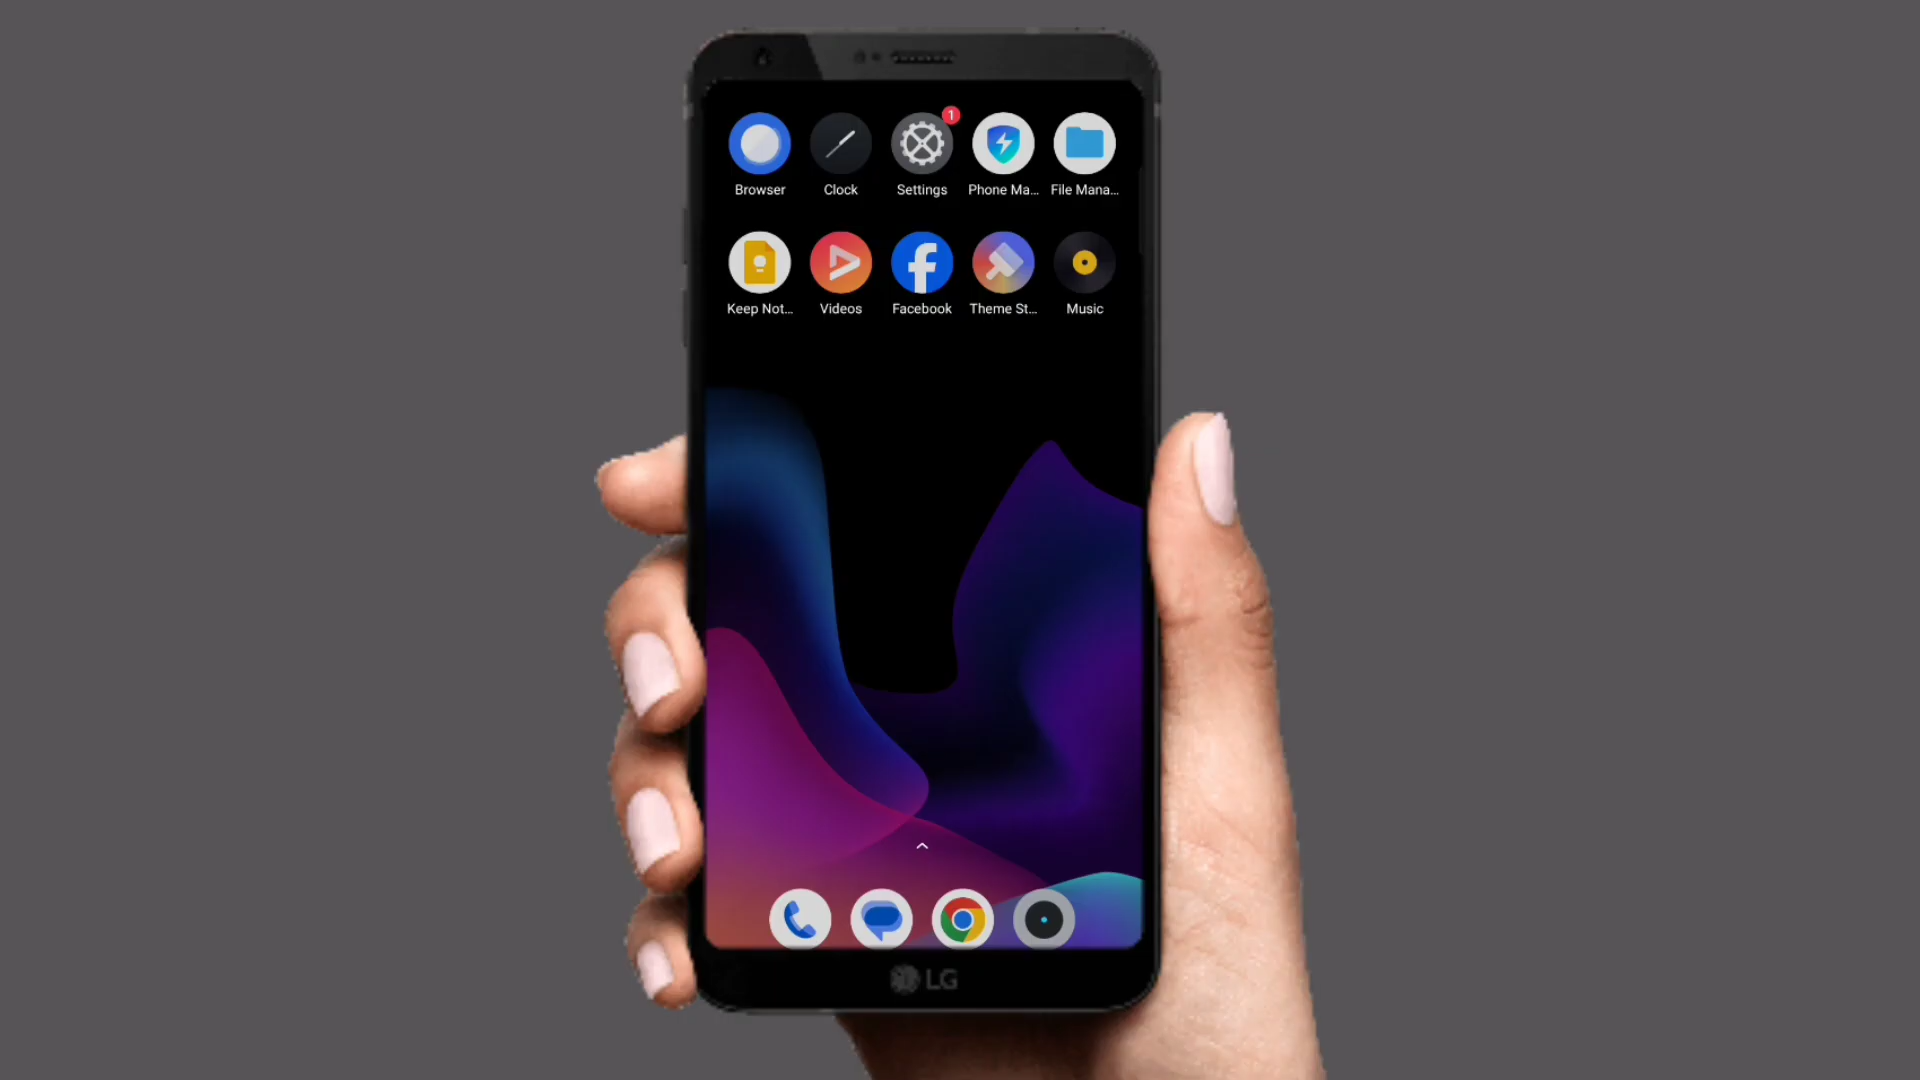 1
Browser Clock Settings Phone Ma... File Mana...
Keep Not... Videos Facebook Theme St... Music
LG